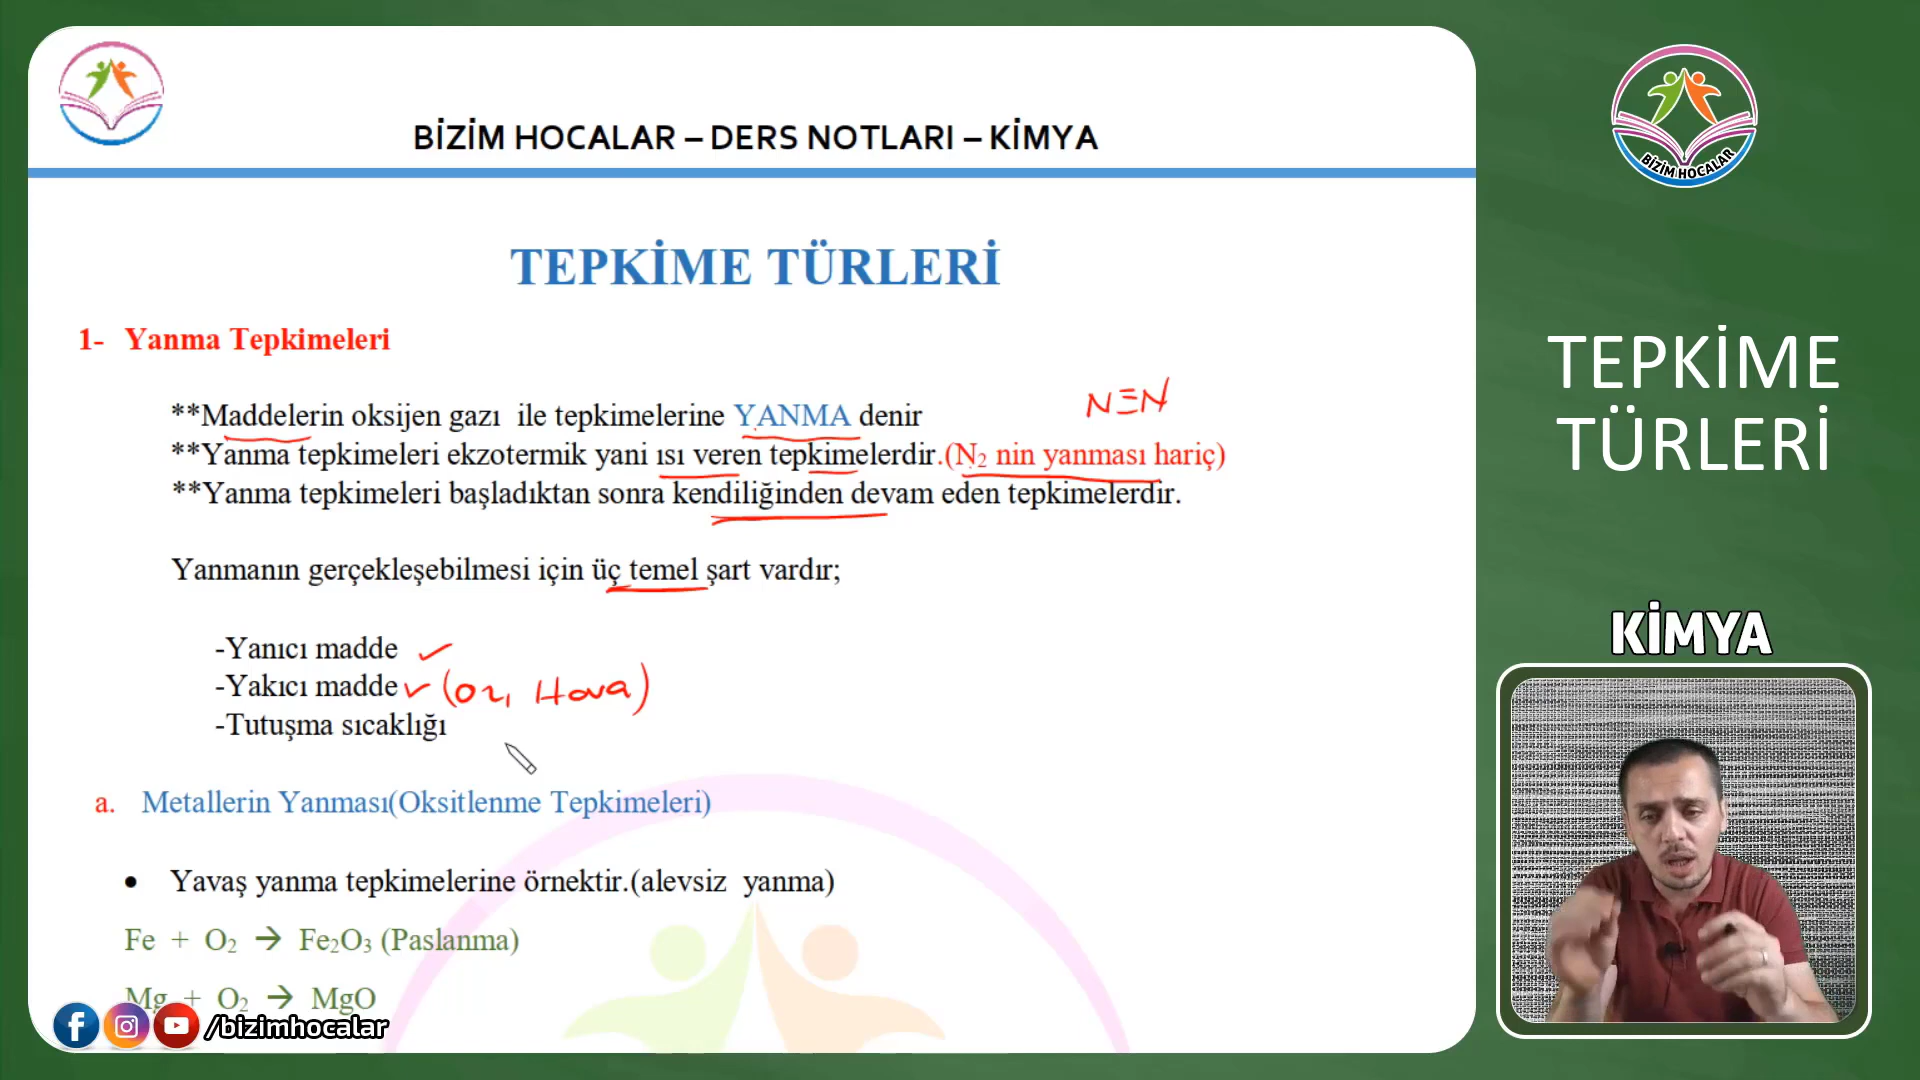 BİZİM HOCALAR – DERS NOTLARI – KİMYA
BİZİM HOCALAR
TEPKİME TÜRLERİ
1- Yanma Tepkimeleri
N≡N
**Maddelerin oksijen gazı ile tepkimelerine YANMA denir
**Yanma tepkimeleri ekzotermik yani ısı veren tepkimelerdir.(N₂ nin yanması hariç)
**Yanma tepkimeleri başladıktan sonra kendiliğinden devam eden tepkimelerdir.
Yanmanın gerçekleşebilmesi için üç temel şart vardır;
-Yanıcı madde ✓
-Yakıcı madde ✓ (O₂, Hava)
-Tutuşma sıcaklığı
a. Metallerin Yanması(Oksitlenme Tepkimeleri)
• Yavaş yanma tepkimelerine örnektir.(alevsiz yanma)
Fe + O₂ → Fe₂O₃ (Paslanma)
Mg + O₂ → MgO
/bizimhocalar
TEPKİME
TÜRLERİ
KİMYA